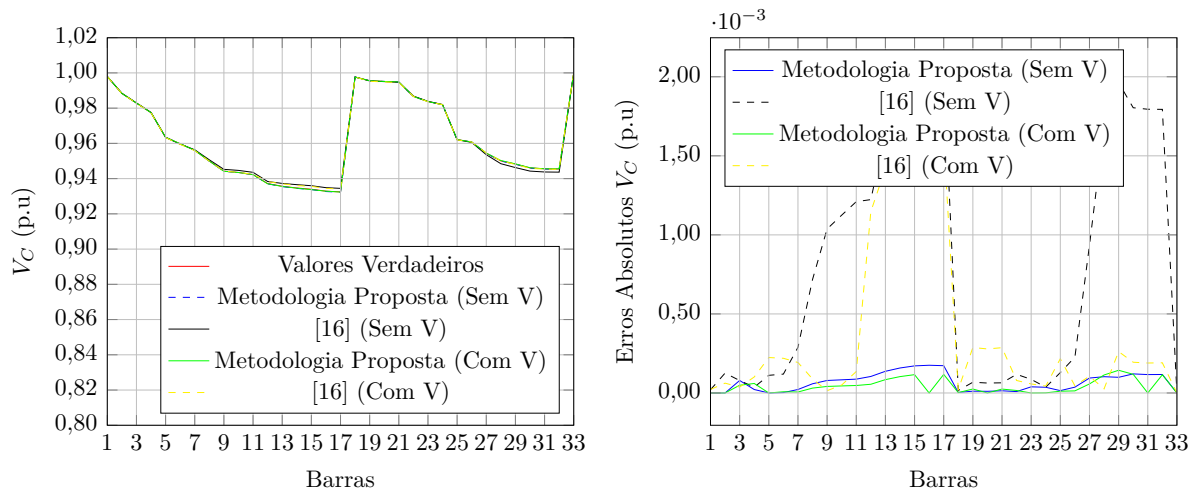 1,02
1,00
0,98
0,96
0,94
0,92
0,90
0,88
0,86
0,84
0,82
0,80
V_C (p.u)
1 3 5 7 9 11 13 15 17 19 21 23 25 27 29 31 33
Barras
Valores Verdadeiros
Metodologia Proposta (Sem V)
[16] (Sem V)
Metodologia Proposta (Com V)
[16] (Com V)
·10^{-3}
2,00
1,50
1,00
0,50
0,00
Erros Absolutos V_C (p.u)
1 3 5 7 9 11 13 15 17 19 21 23 25 27 29 31 33
Barras
Metodologia Proposta (Sem V)
[16] (Sem V)
Metodologia Proposta (Com V)
[16] (Com V)